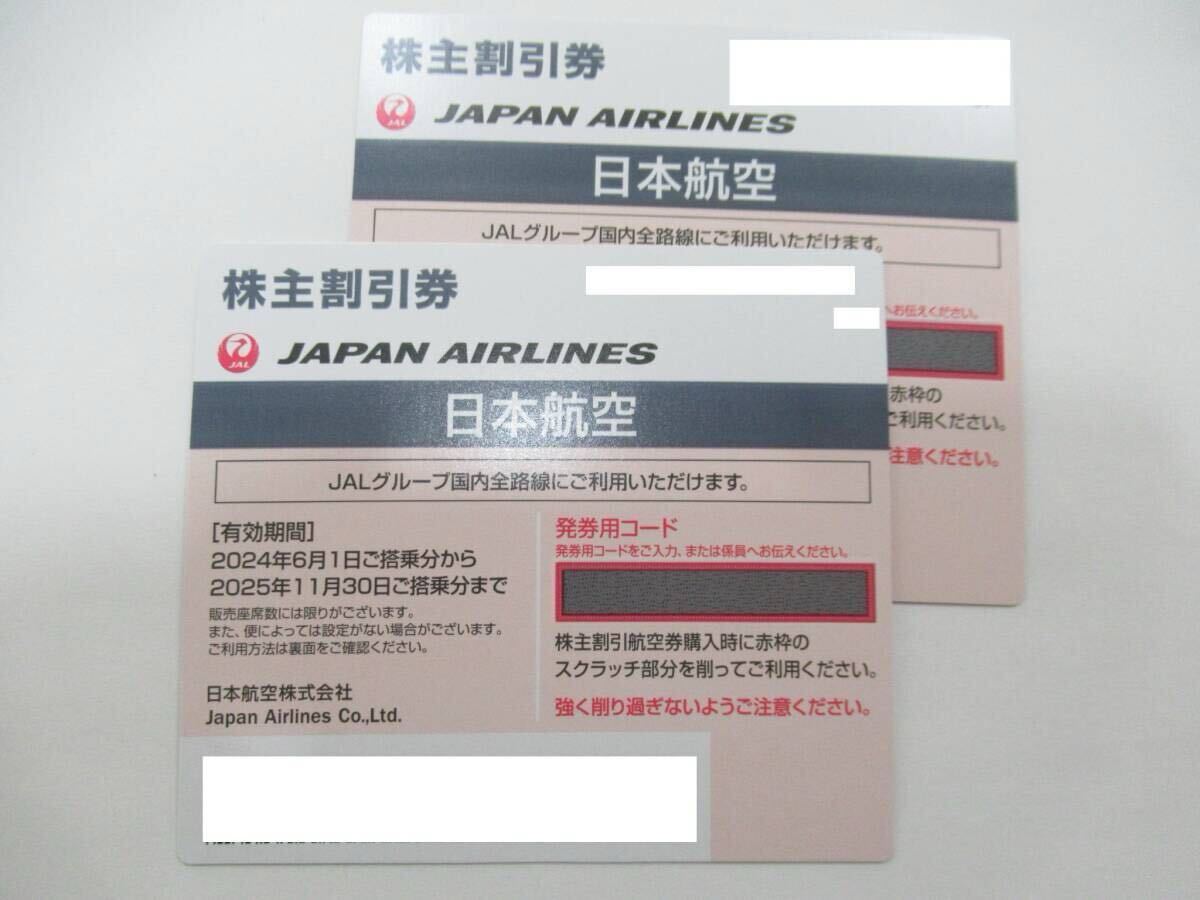 株主割引券
JAL
JAPAN AIRLINES
日本航空
JALグループ国内全路線にご利用いただけます。
へお伝えください。
赤枠の
ご利用ください。
注意ください。
株主割引券
JAL
JAPAN AIRLINES
日本航空
JALグループ国内全路線にご利用いただけます。
[有効期間]
2024年6月1日ご搭乗分から
2025年11月30日ご搭乗分まで
販売座席数には限りがございます。
また、便によっては設定がない場合がございます。
ご利用方法は裏面をご確認ください。
日本航空株式会社
Japan Airlines Co.,Ltd.
発券用コード
発券用コードをご入力、または係員へお伝えください。
株主割引航空券購入時に赤枠の
スクラッチ部分を削ってご利用ください。
強く削り過ぎないようご注意ください。